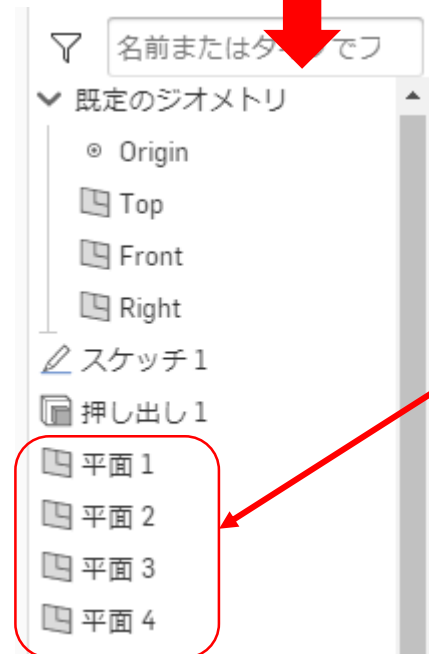 名前またはタ でフ
既定のジオメトリ
Origin
Top
Front
Right
スケッチ 1
押し出し 1
平面 1
平面 2
平面 3
平面 4